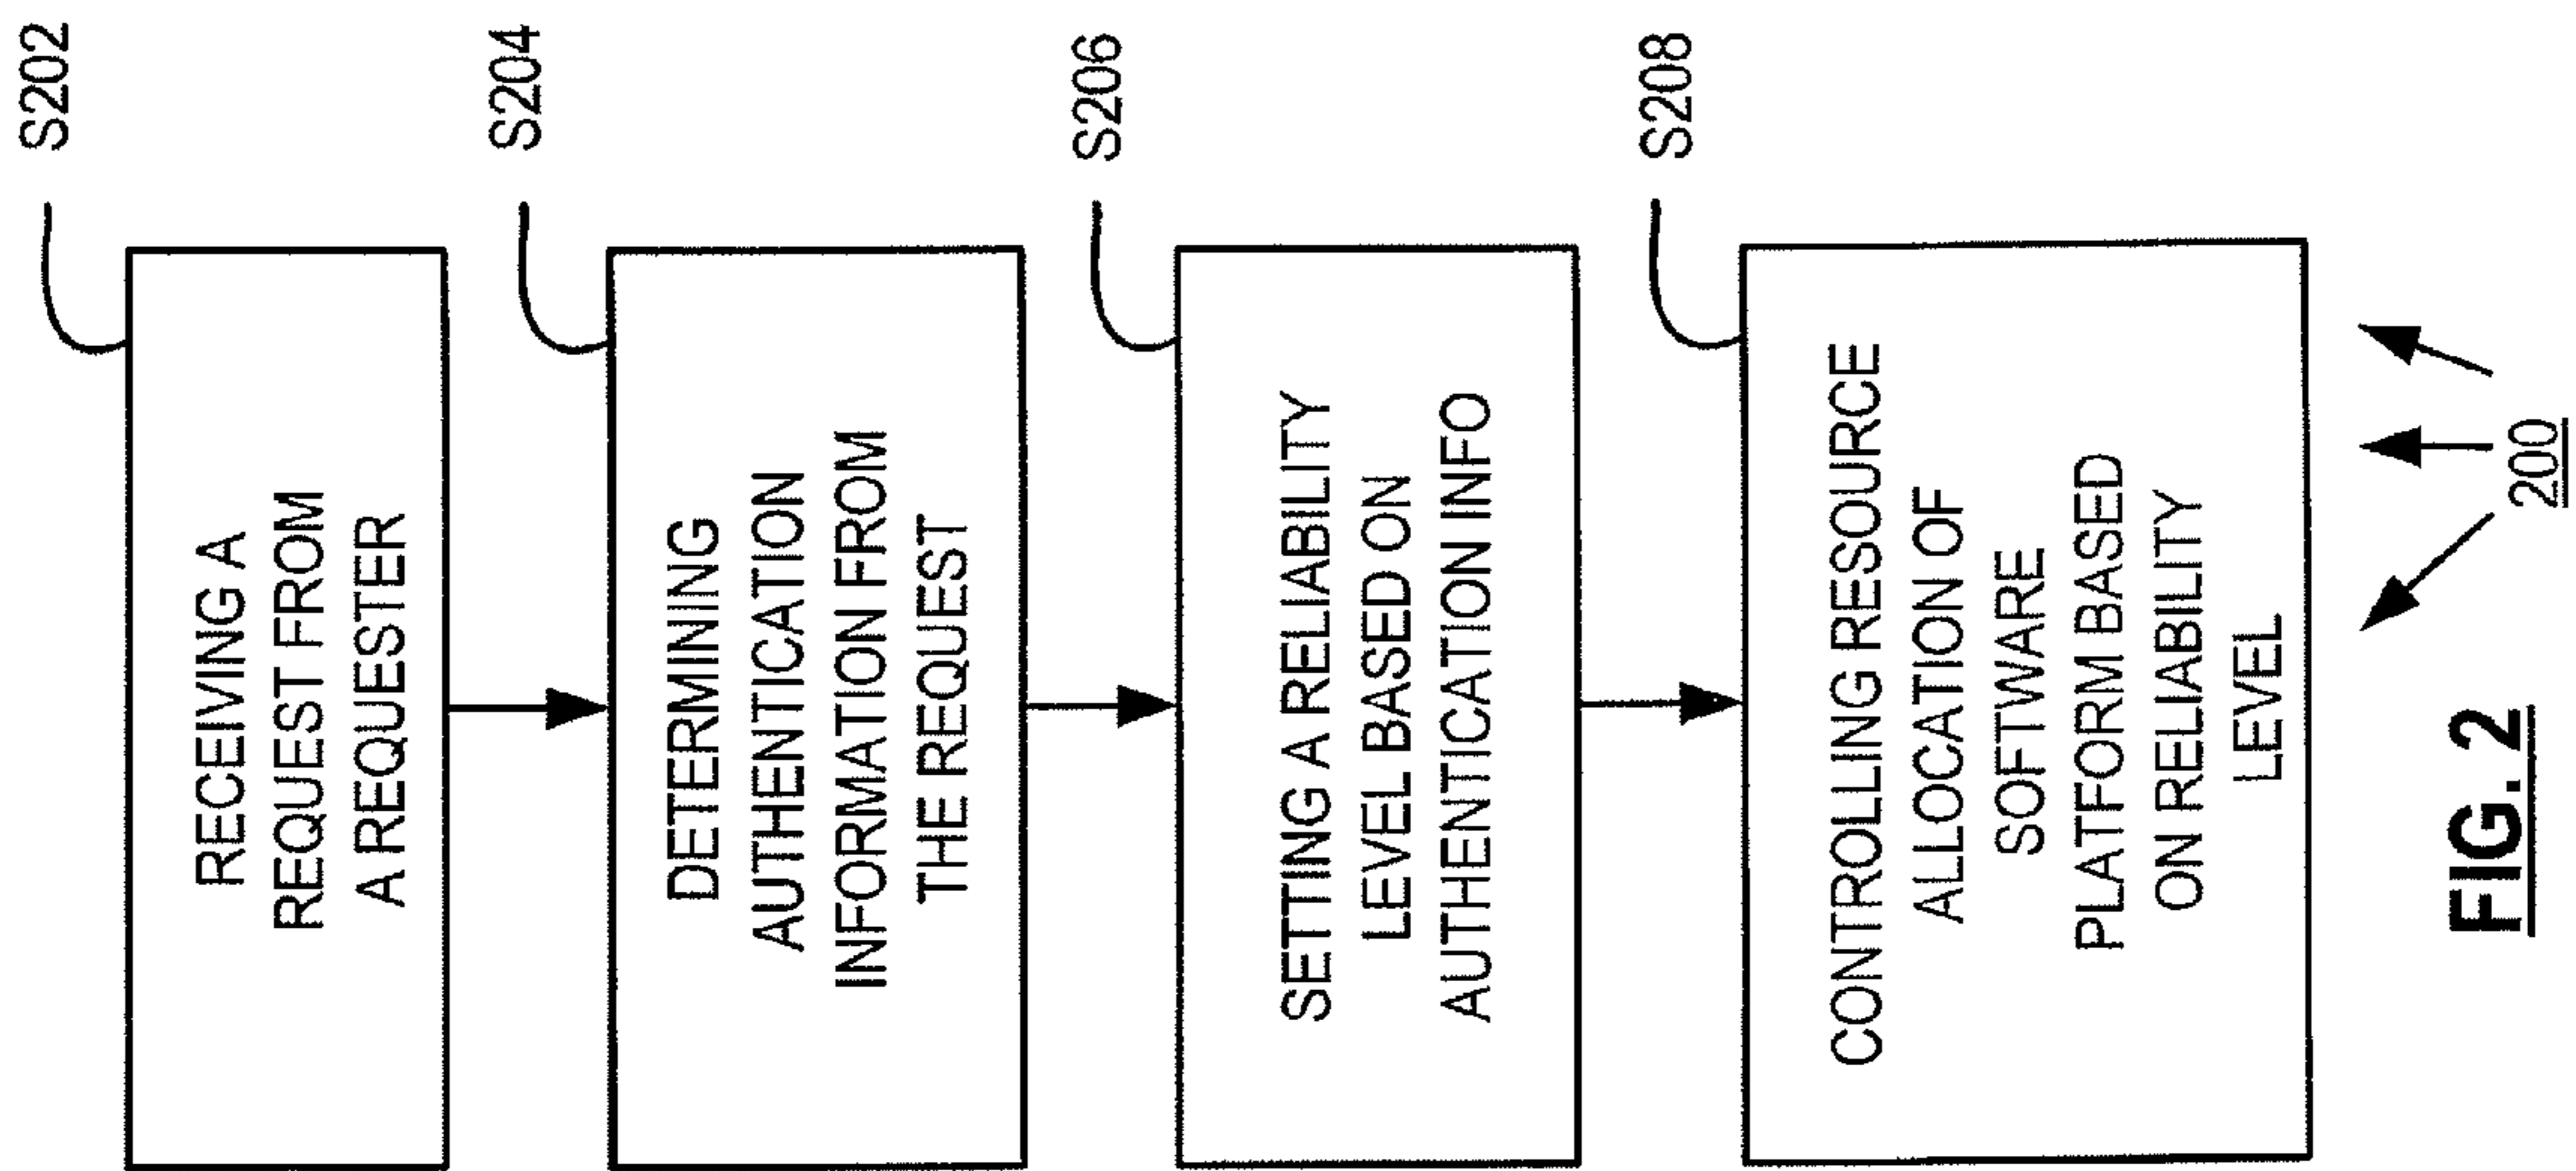 S202
RECEIVING A
REQUEST FROM
A REQUESTER
S204
DETERMINING
AUTHENTICATION
INFORMATION FROM
THE REQUEST
S206
SETTING A RELIABILITY
LEVEL BASED ON
AUTHENTICATION INFO
S208
CONTROLLING RESOURCE
ALLOCATION OF
SOFTWARE
PLATFORM BASED
ON RELIABILITY
LEVEL
200
FIG. 2